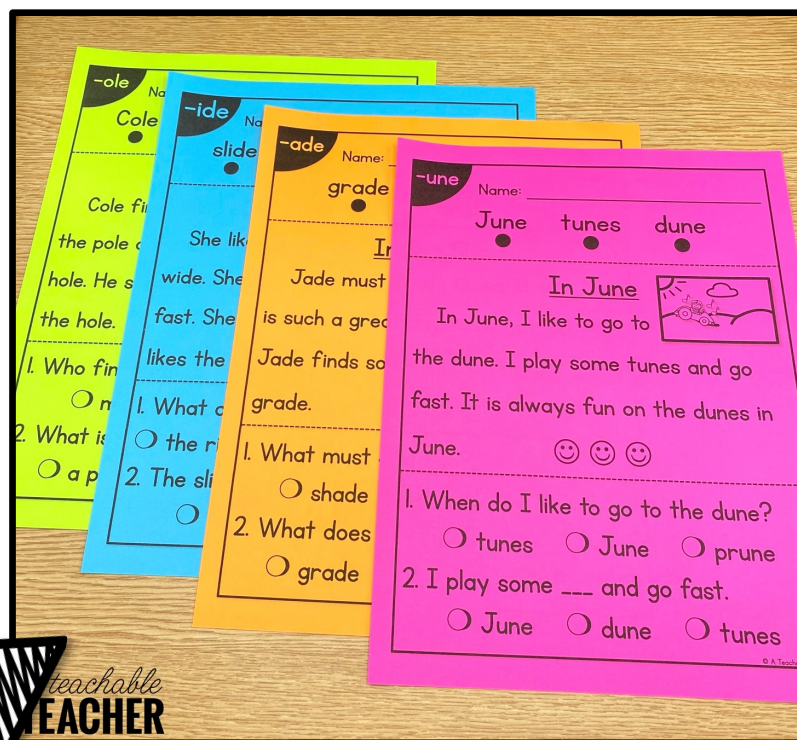 -ole
Na
Cole
Cole fi
the pole
hole. He s
the hole.
1. Who fin
2. What is
a p
-ide
Na
slide
She lik
wide. She
fast. She
likes the
1. What
the ri
2. The sli
-ade
Name:
grade
In
Jade must
is such a grea
Jade finds so
grade.
1. What must
shade
2. What does
grade
-une
Name:
June tunes dune
In June
In June, I like to go to
the dune. I play some tunes and go
fast. It is always fun on the dunes in
June.
1. When do I like to go to the dune?
tunes June prune
2. I play some ___ and go fast.
June dune tunes
© A Teach
teachable
TEACHER